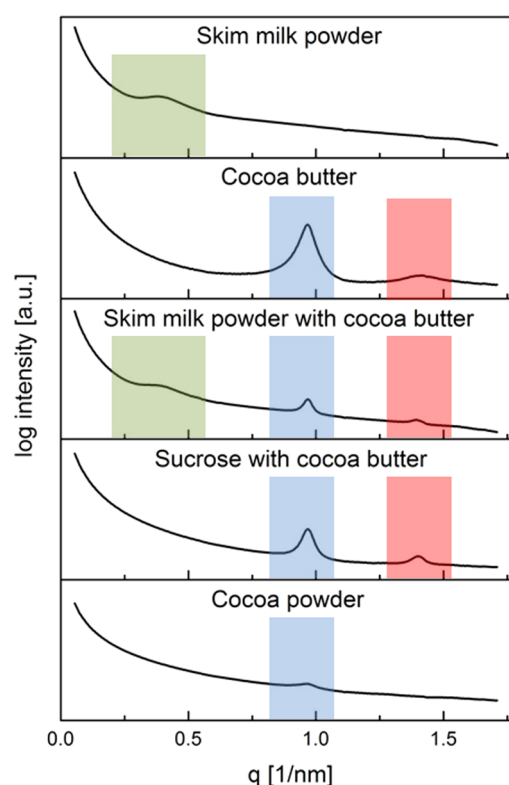 Skim milk powder
Cocoa butter
Skim milk powder with cocoa butter
Sucrose with cocoa butter
Cocoa powder
log intensity [a.u.]
0.0 0.5 1.0 1.5
q [1/nm]